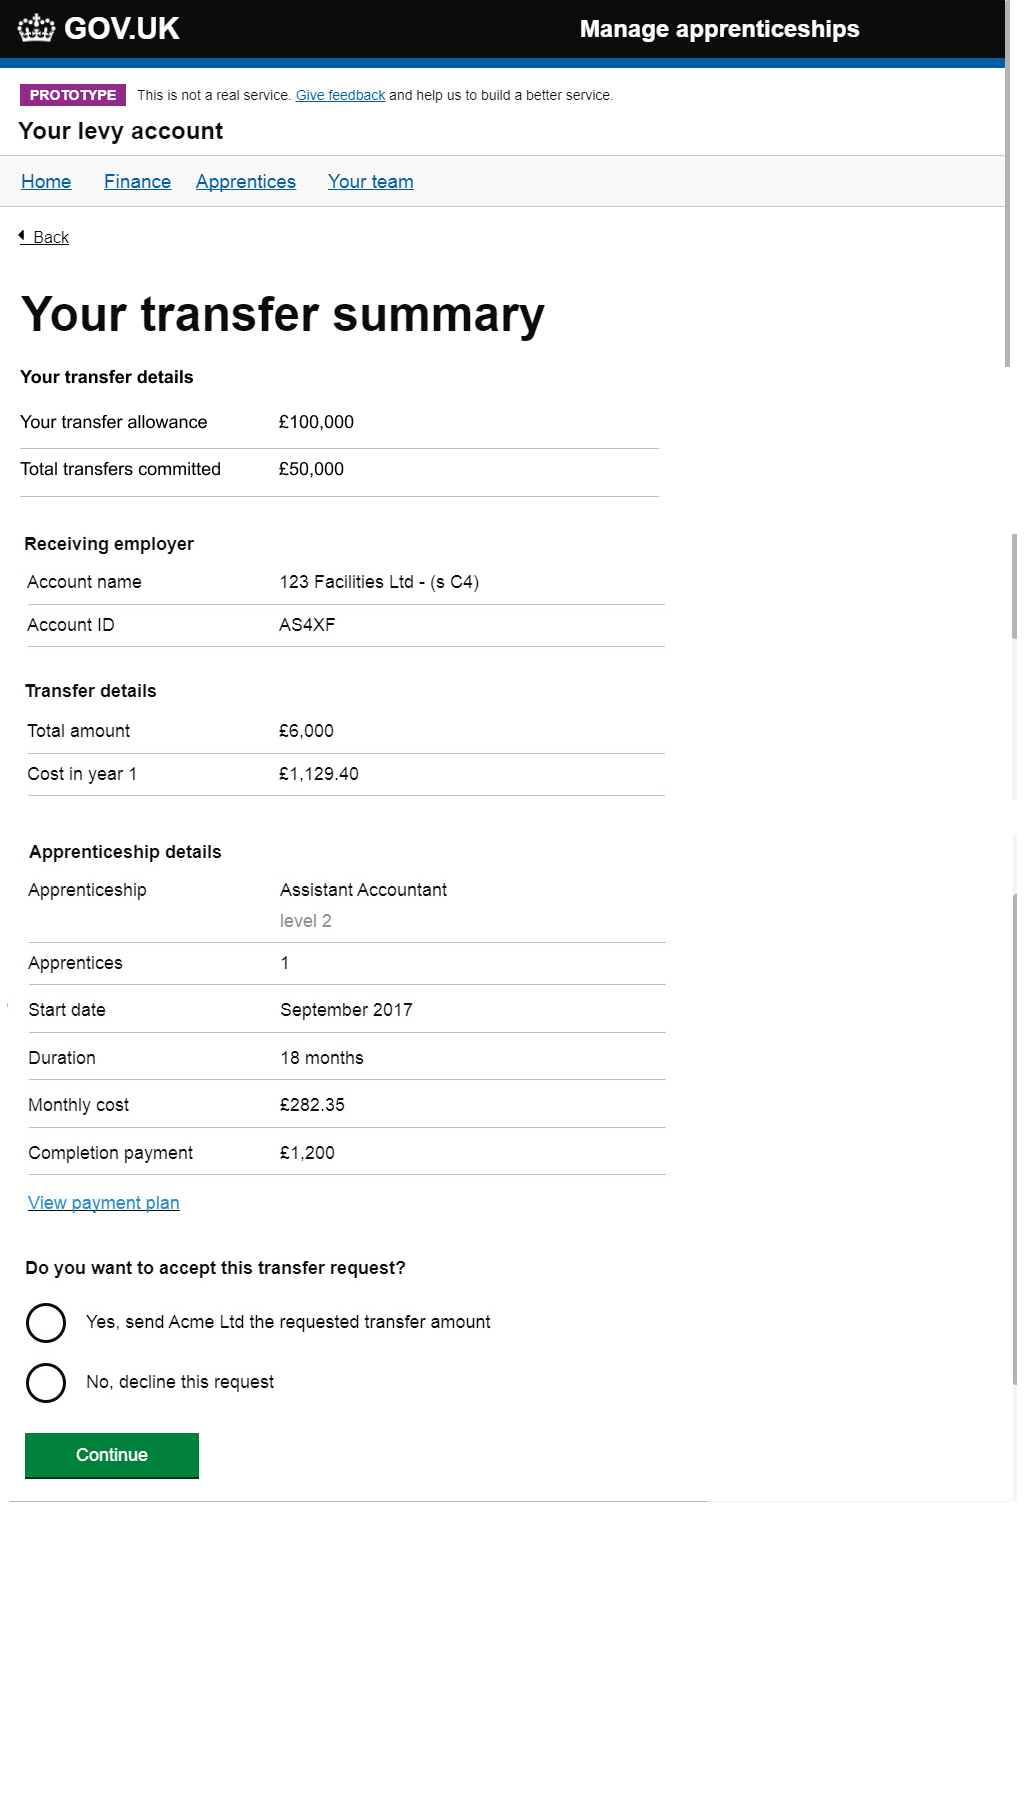 GOV.UK Manage apprenticeships
PROTOTYPE This is not a real service. Give feedback and help us to build a better service.
Your levy account
Home Finance Apprentices Your team
Back
Your transfer summary
Your transfer details
Your transfer allowance £100,000
Total transfers committed £50,000
Receiving employer
Account name 123 Facilities Ltd - (s C4)
Account ID AS4XF
Transfer details
Total amount £6,000
Cost in year 1 £1,129.40
Apprenticeship details
Apprenticeship Assistant Accountant
level 2
Apprentices 1
Start date September 2017
Duration 18 months
Monthly cost £282.35
Completion payment £1,200
View payment plan
Do you want to accept this transfer request?
Yes, send Acme Ltd the requested transfer amount
No, decline this request
Continue